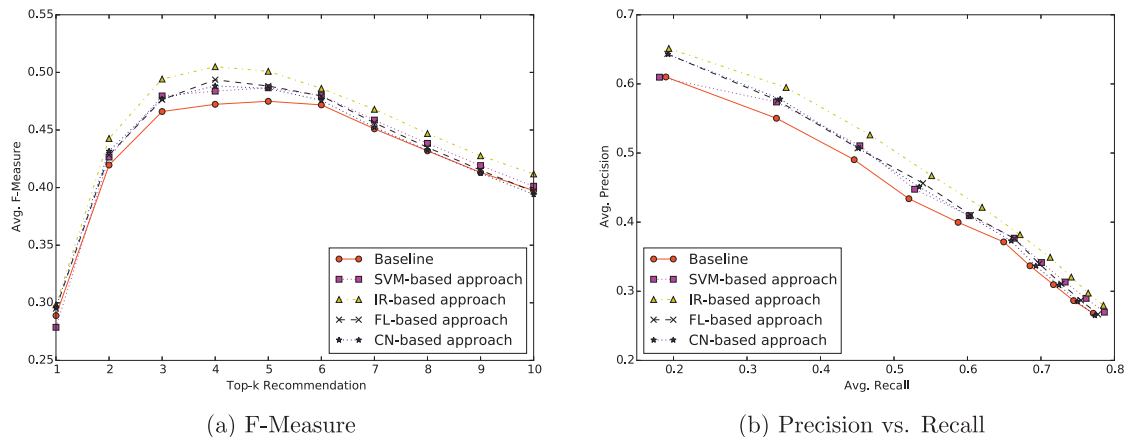 0.55
0.50
0.45
0.40
0.35
0.30
0.25
Avg. F-Measure
Baseline
SVM-based approach
IR-based approach
FL-based approach
CN-based approach
1 2 3 4 5 6 7 8 9 10
Top-k Recommendation
(a) F-Measure
0.7
0.6
0.5
0.4
0.3
0.2
Avg. Precision
Baseline
SVM-based approach
IR-based approach
FL-based approach
CN-based approach
0.2 0.3 0.4 0.5 0.6 0.7 0.8
Avg. Recall
(b) Precision vs. Recall